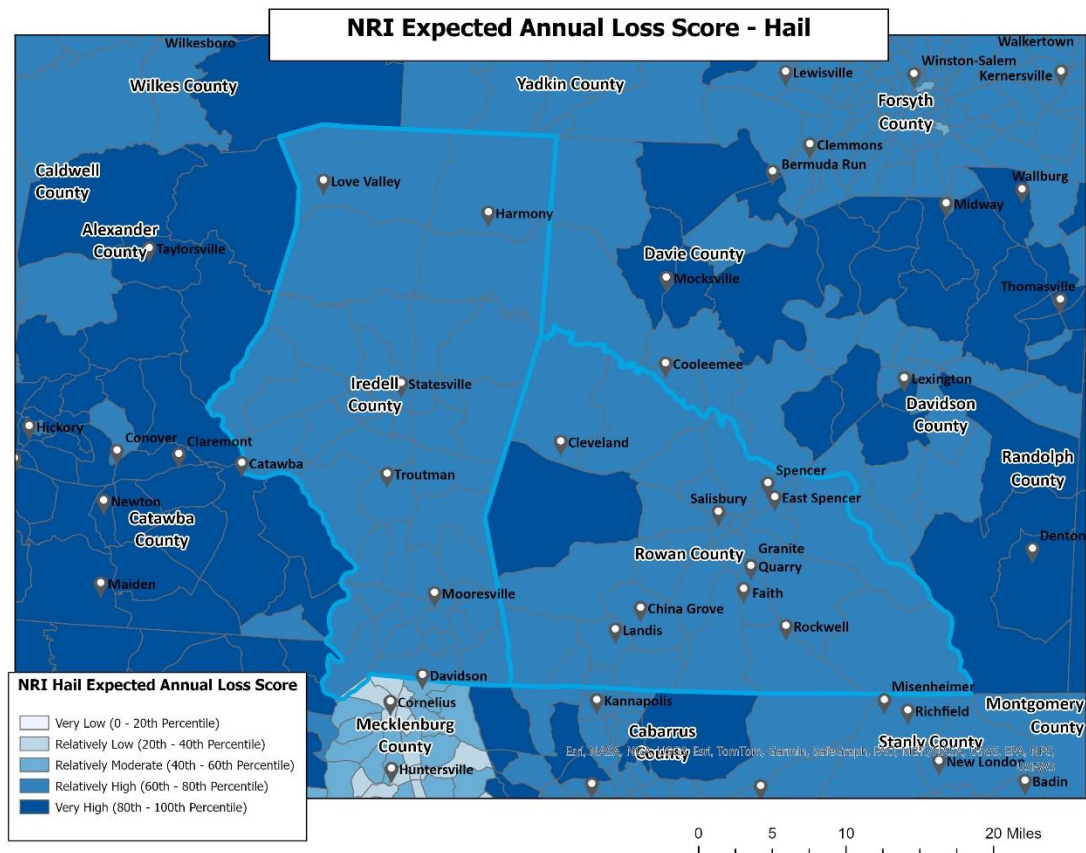 NRI Expected Annual Loss Score - Hail
Wilkesboro
Walkertown
Winston-Salem
Lewisville
Kernersville
Wilkes County
Yadkin County
Forsyth
County
Clemmons
Caldwell
County
Bermuda Run
Love Valley
Wallburg
Midway
Harmony
Alexander
County
Taylorsville
Davie County
Mocksville
Thomasville
Cooleemee
Iredell
County
Statesville
Lexington
Davidson
County
Hickory
Conover
Claremont
Catawba
Cleveland
Randolph
County
Troutman
Spencer
East Spencer
Newton
Catawba
County
Salisbury
Rowan County
Granite
Quarry
Denton
Maiden
Mooresville
Faith
China Grove
Landis
Rockwell
Davidson
Cornelius
Kannapolis
Misenheimer
Richfield
Montgomery
County
Mecklenburg
County
Cabarrus
County
Stanly County
Huntersville
New London
Badin
NRI Hail Expected Annual Loss Score
Very Low (0 - 20th Percentile)
Relatively Low (20th - 40th Percentile)
Relatively Moderate (40th - 60th Percentile)
Relatively High (60th - 80th Percentile)
Very High (80th - 100th Percentile)
0 5 10 20 Miles